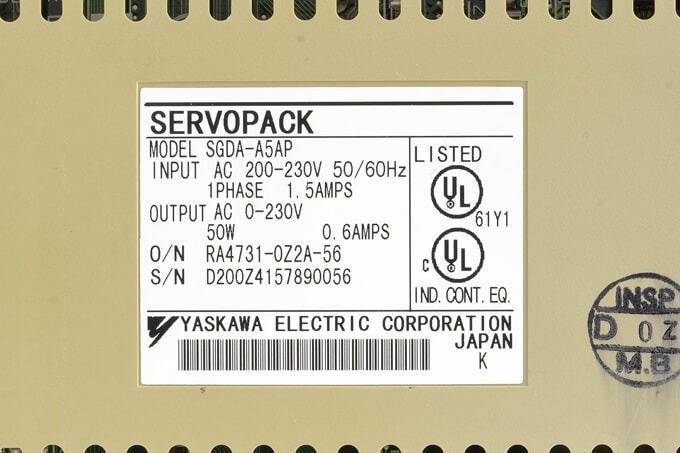 SERVOPACK
MODEL SGDA-A5AP
INPUT AC 200-230V 50/60Hz
1PHASE 1.5AMPS
OUTPUT AC 0-230V
50W 0.6AMPS
O/N RA4731-0Z2A-56
S/N D200Z4157890056
LISTED
UL
61Y1
C UL
IND. CONT. EQ.
YASKAWA ELECTRIC CORPORATION
JAPAN
K
INSP
D 0Z
M.B